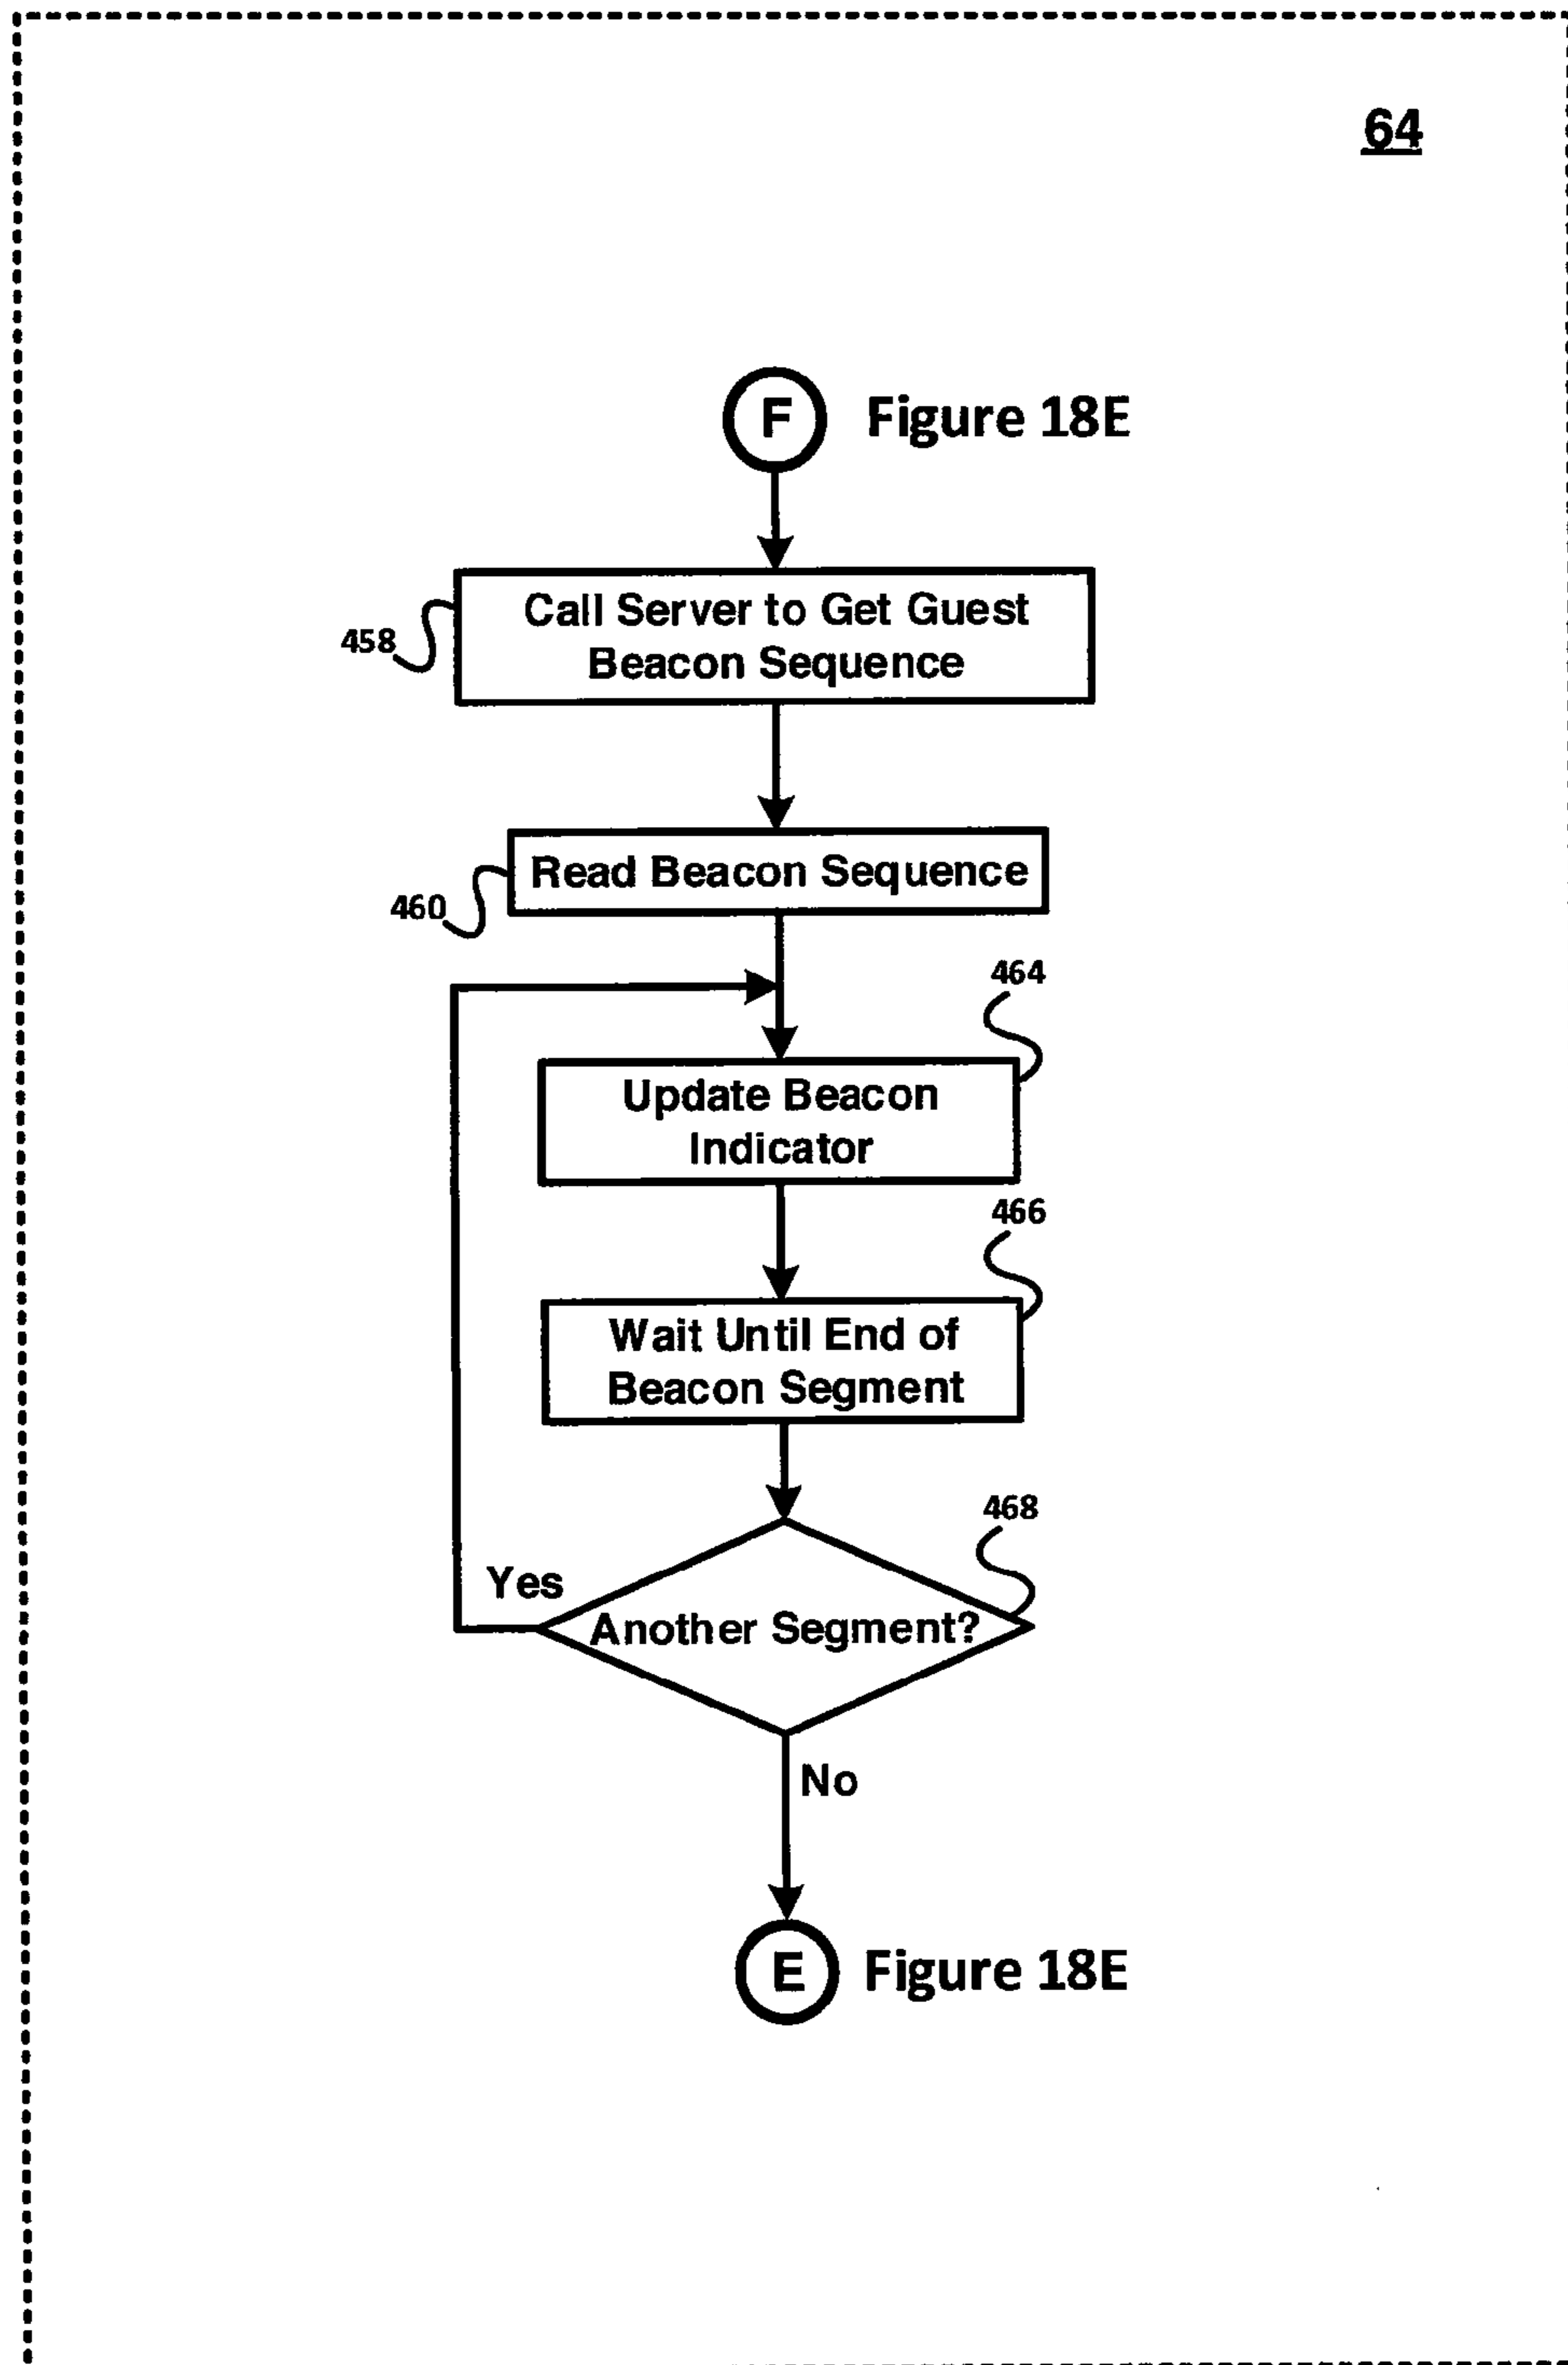 64
F Figure 18E
Call Server to Get Guest
Beacon Sequence
458
Read Beacon Sequence
460
464
Update Beacon
Indicator
466
Wait Until End of
Beacon Segment
468
Yes
Another Segment?
No
E Figure 18E